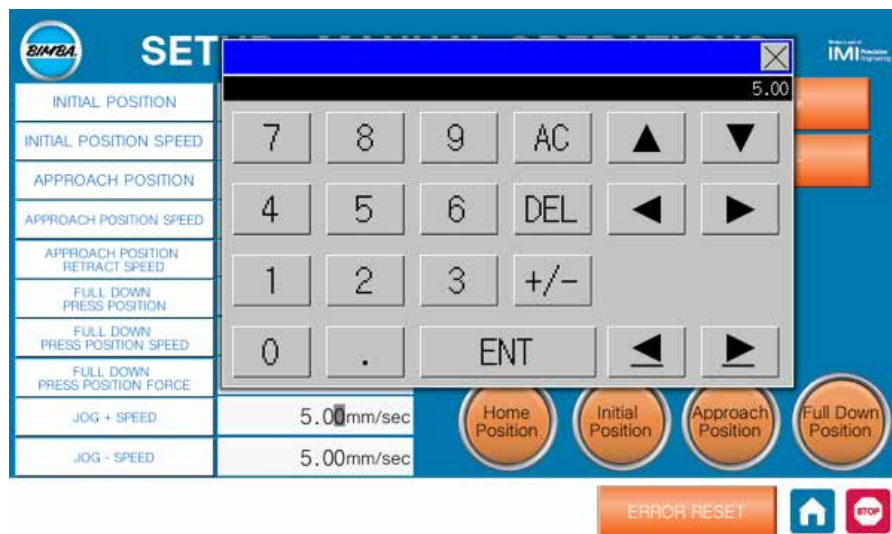 BIMBA.
SET
IMI
5.00
INITIAL POSITION
7 8 9 AC ▲ ▼
INITIAL POSITION SPEED
APPROACH POSITION
4 5 6 DEL ◀ ▶
APPROACH POSITION SPEED
APPROACH POSITION
RETRACT SPEED
1 2 3 +/-
FULL DOWN
PRESS POSITION
FULL DOWN
PRESS POSITION SPEED
0 . ENT
FULL DOWN
PRESS POSITION FORCE
JOG + SPEED
5.00mm/sec
Home
Position
Initial
Position
Approach
Position
Full Down
Position
JOG - SPEED
5.00mm/sec
ERROR RESET
STOP